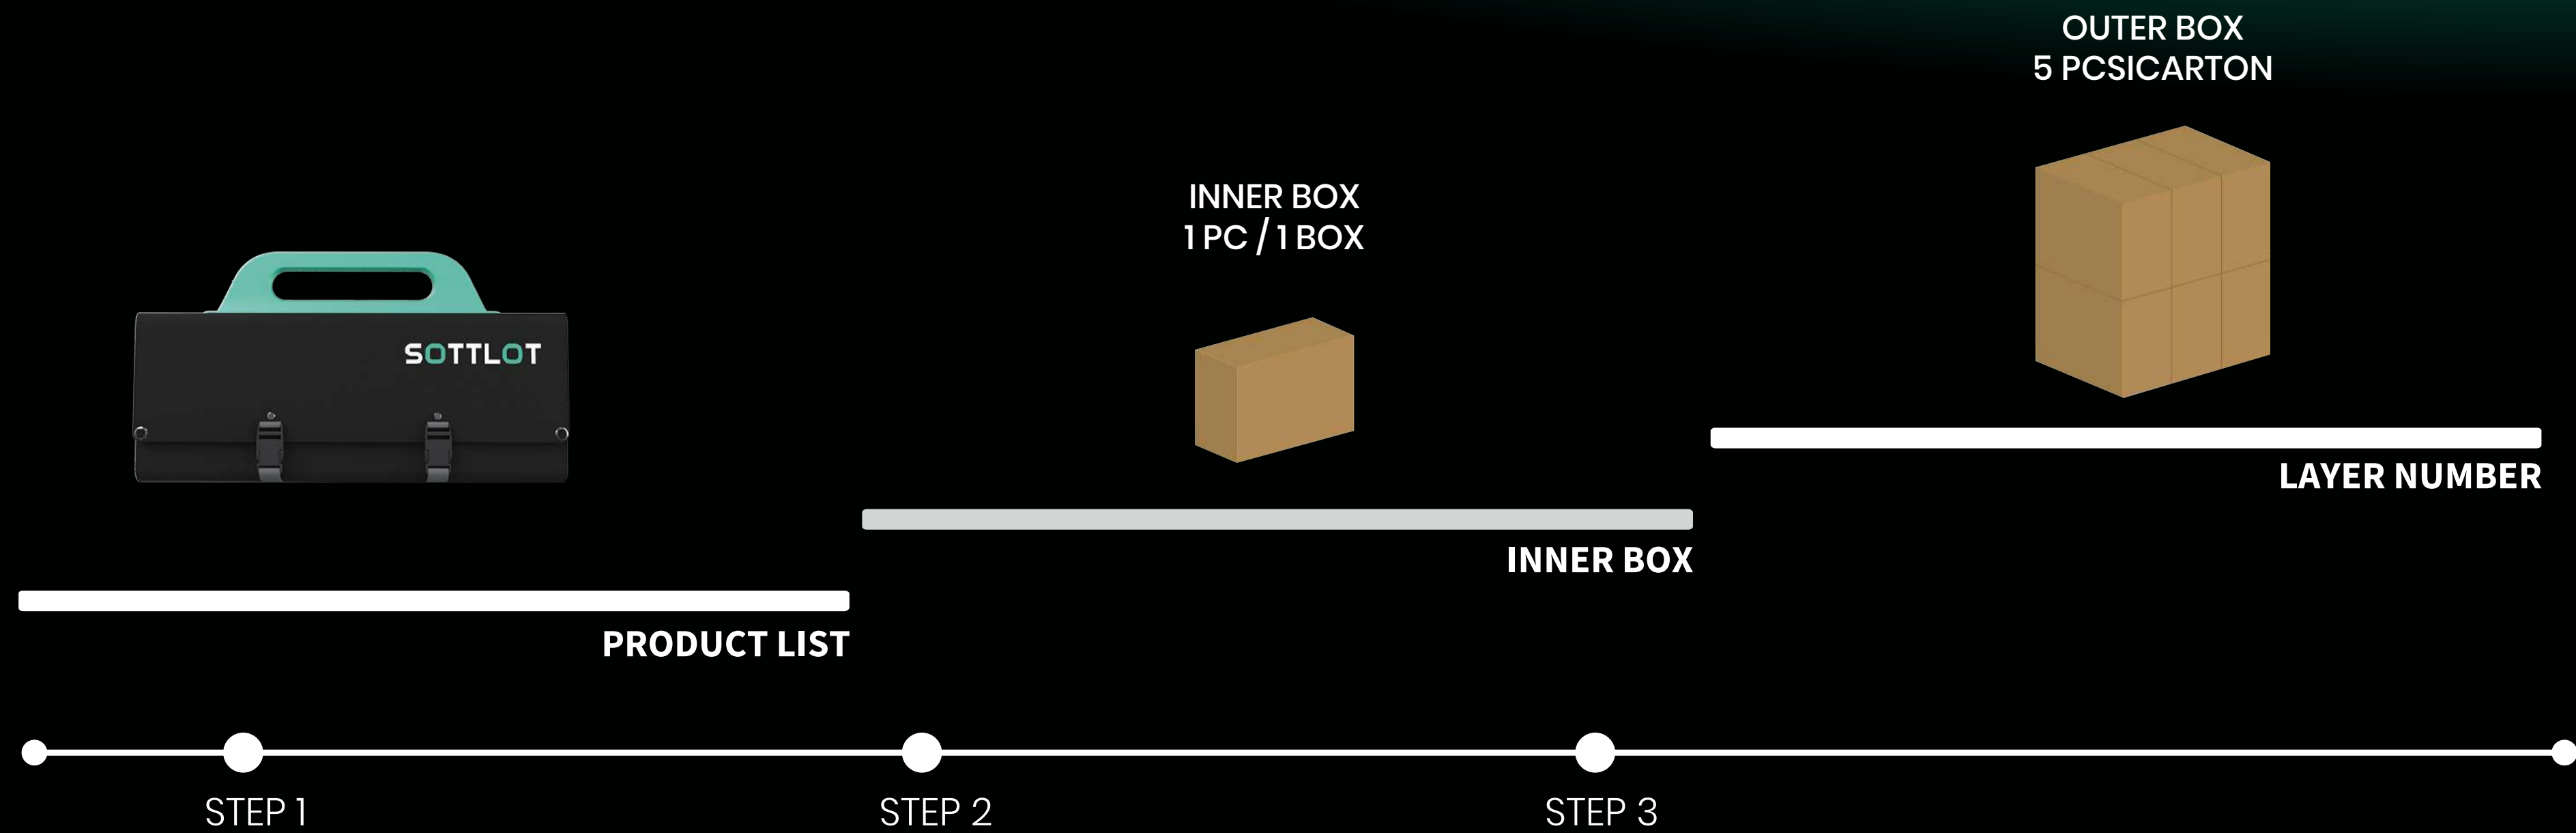 OUTER BOX
5 PCSICARTON
INNER BOX
1 PC / 1 BOX
SOTTLOT
LAYER NUMBER
INNER BOX
PRODUCT LIST
STEP 1
STEP 2
STEP 3